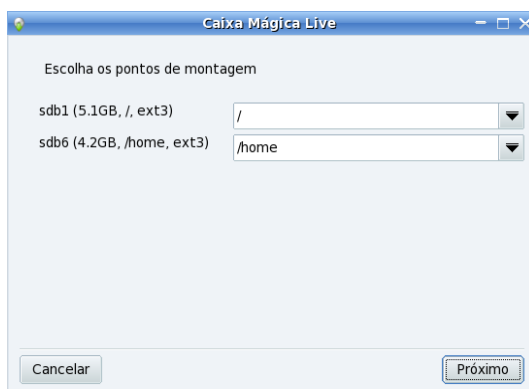 Caixa Mágica Live
Escolha os pontos de montagem
sdb1 (5.1GB, /, ext3)
/
sdb6 (4.2GB, /home, ext3)
/home
Cancelar
Próximo